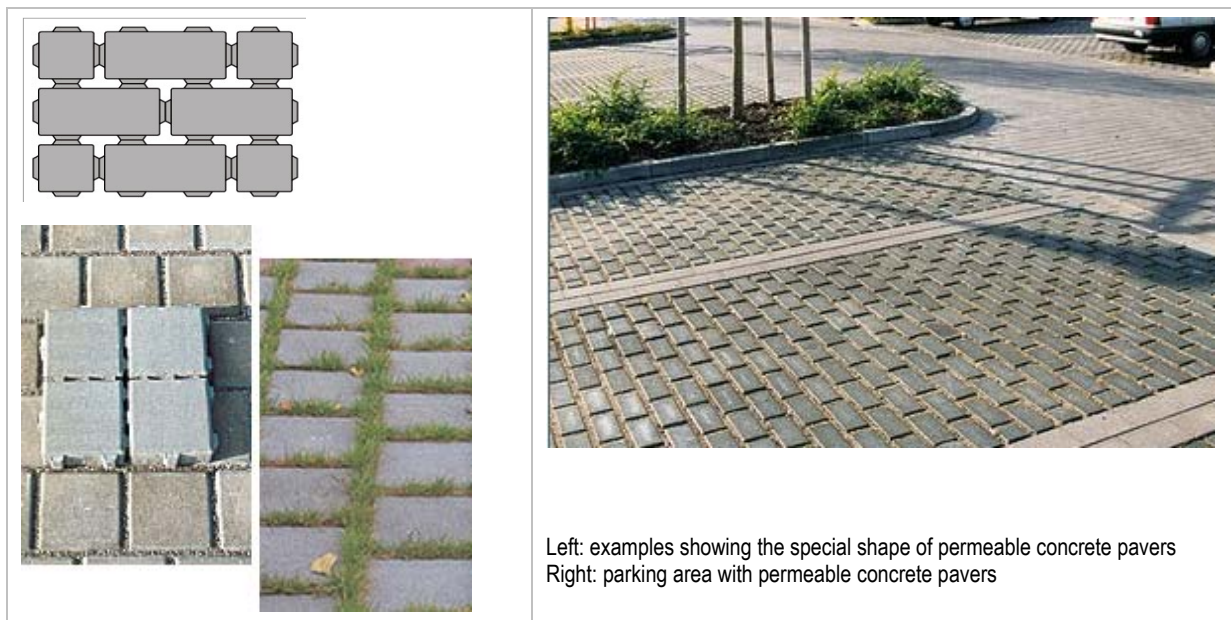 Left: examples showing the special shape of permeable concrete pavers
Right: parking area with permeable concrete pavers